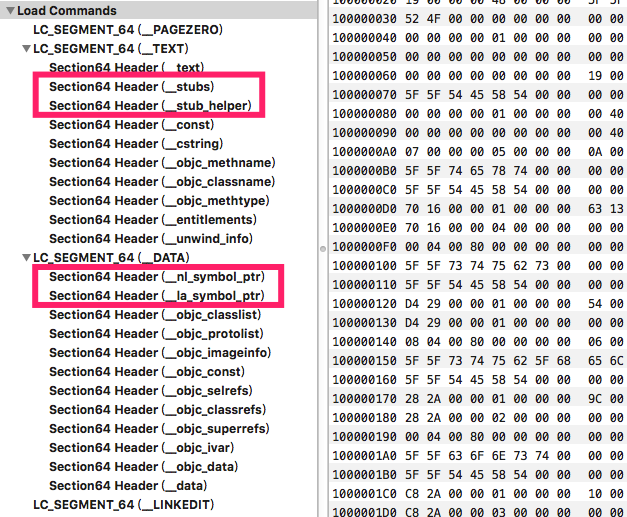 Load Commands
LC_SEGMENT_64 (__PAGEZERO)
LC_SEGMENT_64 (__TEXT)
Section64 Header (__text)
Section64 Header (__stubs)
Section64 Header (__stub_helper)
Section64 Header (__const)
Section64 Header (__cstring)
Section64 Header (__objc_methname)
Section64 Header (__objc_classname)
Section64 Header (__objc_methtype)
Section64 Header (__entitlements)
Section64 Header (__unwind_info)
LC_SEGMENT_64 (__DATA)
Section64 Header (__nl_symbol_ptr)
Section64 Header (__la_symbol_ptr)
Section64 Header (__objc_classlist)
Section64 Header (__objc_protolist)
Section64 Header (__objc_imageinfo)
Section64 Header (__objc_const)
Section64 Header (__objc_selrefs)
Section64 Header (__objc_classrefs)
Section64 Header (__objc_superrefs)
Section64 Header (__objc_ivar)
Section64 Header (__objc_data)
Section64 Header (__data)
LC_SEGMENT_64 (__LINKEDIT)
100000020 19 00 00 00 48 00 00 00 5F 5F
100000030 52 4F 00 00 00 00 00 00 00 00
100000040 00 00 00 00 01 00 00 00 00 00
100000050 00 00 00 00 00 00 00 00 00 00
100000060 00 00 00 00 00 00 00 00 19 00
100000070 5F 5F 54 45 58 54 00 00 00 00
100000080 00 00 00 00 01 00 00 00 00 40
100000090 00 00 00 00 00 00 00 00 00 40
1000000A0 07 00 00 00 05 00 00 00 0A 00
1000000B0 5F 5F 74 65 78 74 00 00 00 00
1000000C0 5F 5F 54 45 58 54 00 00 00 00
1000000D0 70 16 00 00 01 00 00 00 63 13
1000000E0 70 16 00 00 04 00 00 00 00 00
1000000F0 00 04 00 80 00 00 00 00 00 00
100000100 5F 5F 73 74 75 62 73 00 00 00
100000110 5F 5F 54 45 58 54 00 00 00 00
100000120 D4 29 00 00 01 00 00 00 54 00
100000130 D4 29 00 00 01 00 00 00 00 00
100000140 08 04 00 80 00 00 00 00 06 00
100000150 5F 5F 73 74 75 62 5F 68 65 6C
100000160 5F 5F 54 45 58 54 00 00 00 00
100000170 28 2A 00 00 01 00 00 00 9C 00
100000180 28 2A 00 00 02 00 00 00 00 00
100000190 00 04 00 80 00 00 00 00 00 00
1000001A0 5F 5F 63 6F 6E 73 74 00 00 00
1000001B0 5F 5F 54 45 58 54 00 00 00 00
1000001C0 C8 2A 00 00 01 00 00 00 10 00
1000001D0 C8 2A 00 00 03 00 00 00 00 00